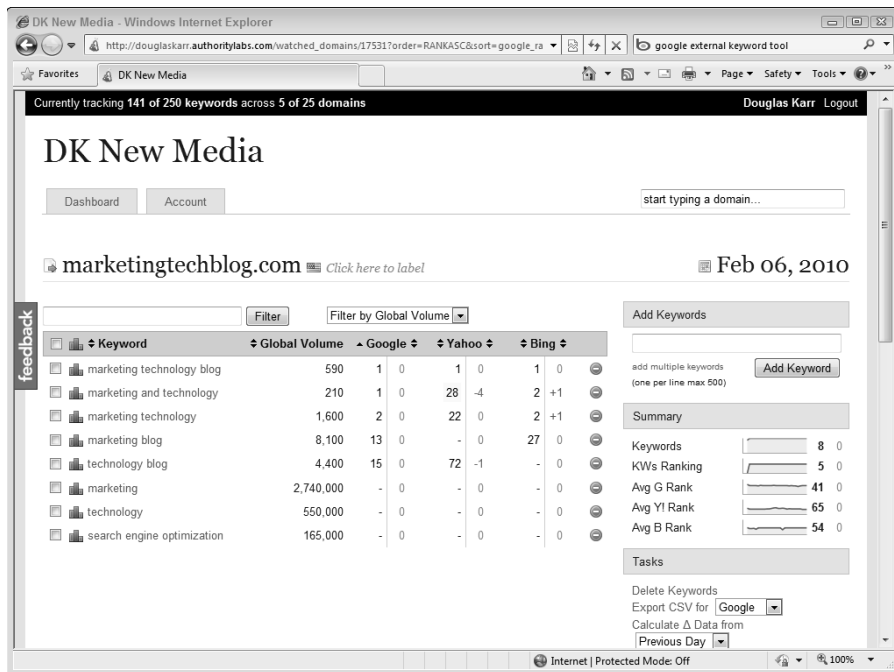 DK New Media - Windows Internet Explorer
http://douglaskarr.authoritylabs.com/watched_domains/17531?order=RANKASC&sort=google_ra
google external keyword tool
Favorites DK New Media Page Safety Tools
Currently tracking 141 of 250 keywords across 5 of 25 domains Douglas Karr Logout
DK New Media
Dashboard Account start typing a domain...
marketingtechblog.com Click here to label Feb 06, 2010
feedback
Filter Filter by Global Volume
Keyword Global Volume Google Yahoo Bing
marketing technology blog 590 1 0 1 0 1 0
marketing and technology 210 1 0 28 -4 2 +1
marketing technology 1,600 2 0 22 0 2 +1
marketing blog 8,100 13 0 - 0 27 0
technology blog 4,400 15 0 72 -1 - 0
marketing 2,740,000 - 0 - 0 - 0
technology 550,000 - 0 - 0 - 0
search engine optimization 165,000 - 0 - 0 - 0
Add Keywords
add multiple keywords
(one per line max 500)
Add Keyword
Summary
Keywords 8 0
KWs Ranking 5 0
Avg G Rank 41 0
Avg Y! Rank 65 0
Avg B Rank 54 0
Tasks
Delete Keywords
Export CSV for Google
Calculate Δ Data from
Previous Day
Internet | Protected Mode: Off 100%